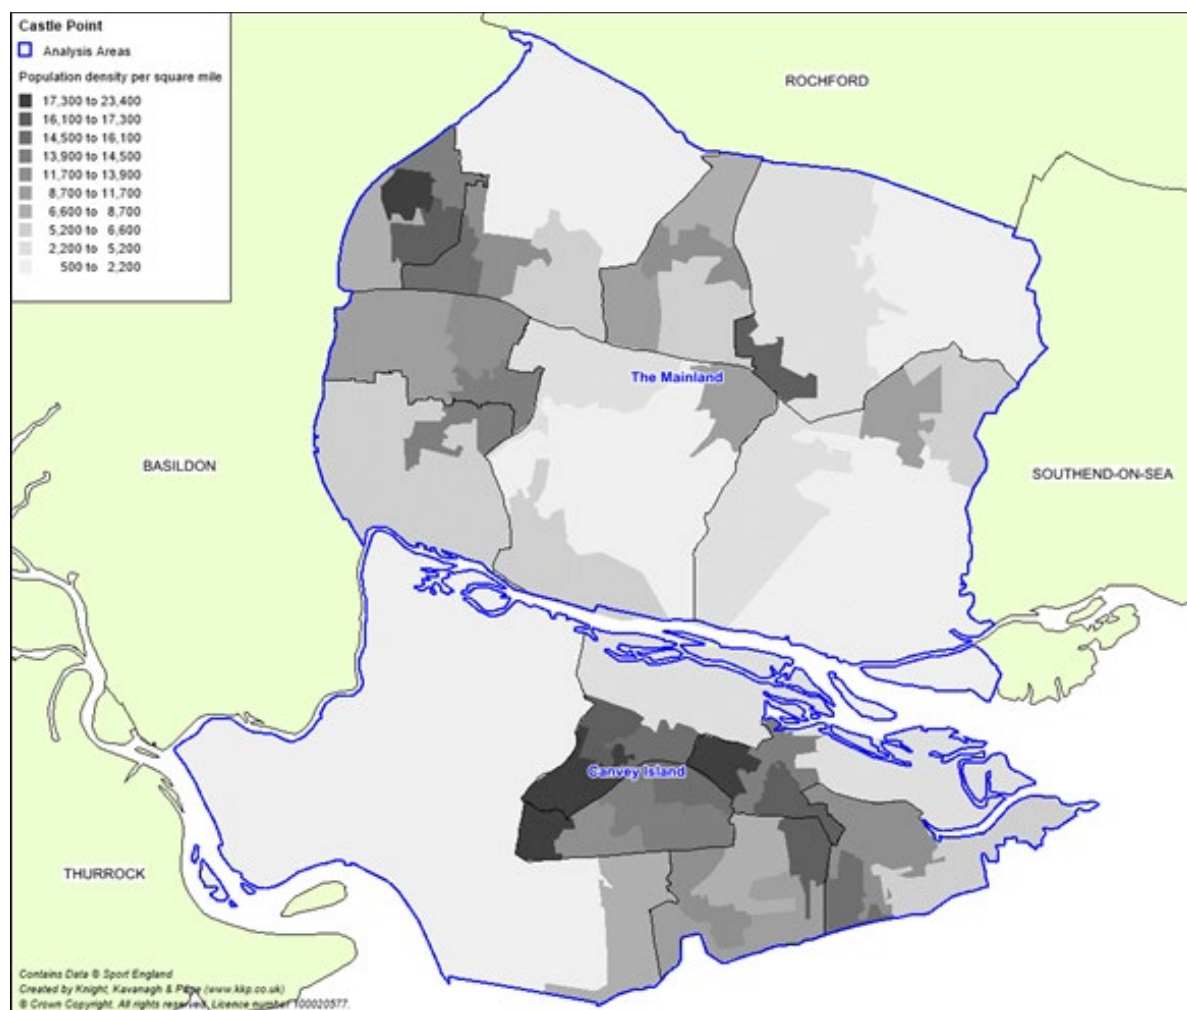 Castle Point
Analysis Areas
Population density per square mile
17,300 to 23,400
16,100 to 17,300
14,500 to 16,100
13,900 to 14,500
11,700 to 13,900
8,700 to 11,700
6,600 to 8,700
5,200 to 6,600
2,200 to 5,200
500 to 2,200
ROCHFORD
The Mainland
BASILDON
SOUTHEND-ON-SEA
Canvey Island
THURROCK
Contains Data © Sport England
Created by Knight, Kavanagh & Page (www.kkp.co.uk)
© Crown Copyright. All rights reserved. Licence number 100020577.